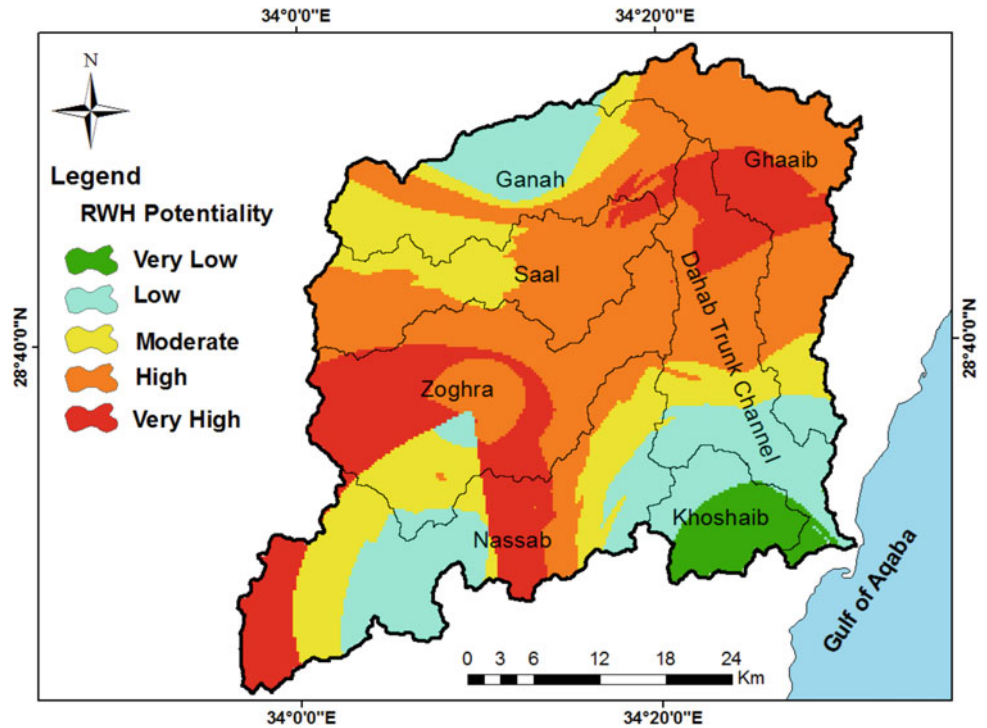 34°0'0"E
34°20'0"E
N
Legend
RWH Potentiality
Very Low
Low
Moderate
High
Very High
Ganah
Ghaaib
Saal
Dahab Trunk Channel
28°40'0"N
28°40'0"N
Zoghra
Khoshaib
Nassab
Gulf of Aqaba
0 3 6 12 18 24
Km
34°0'0"E
34°20'0"E